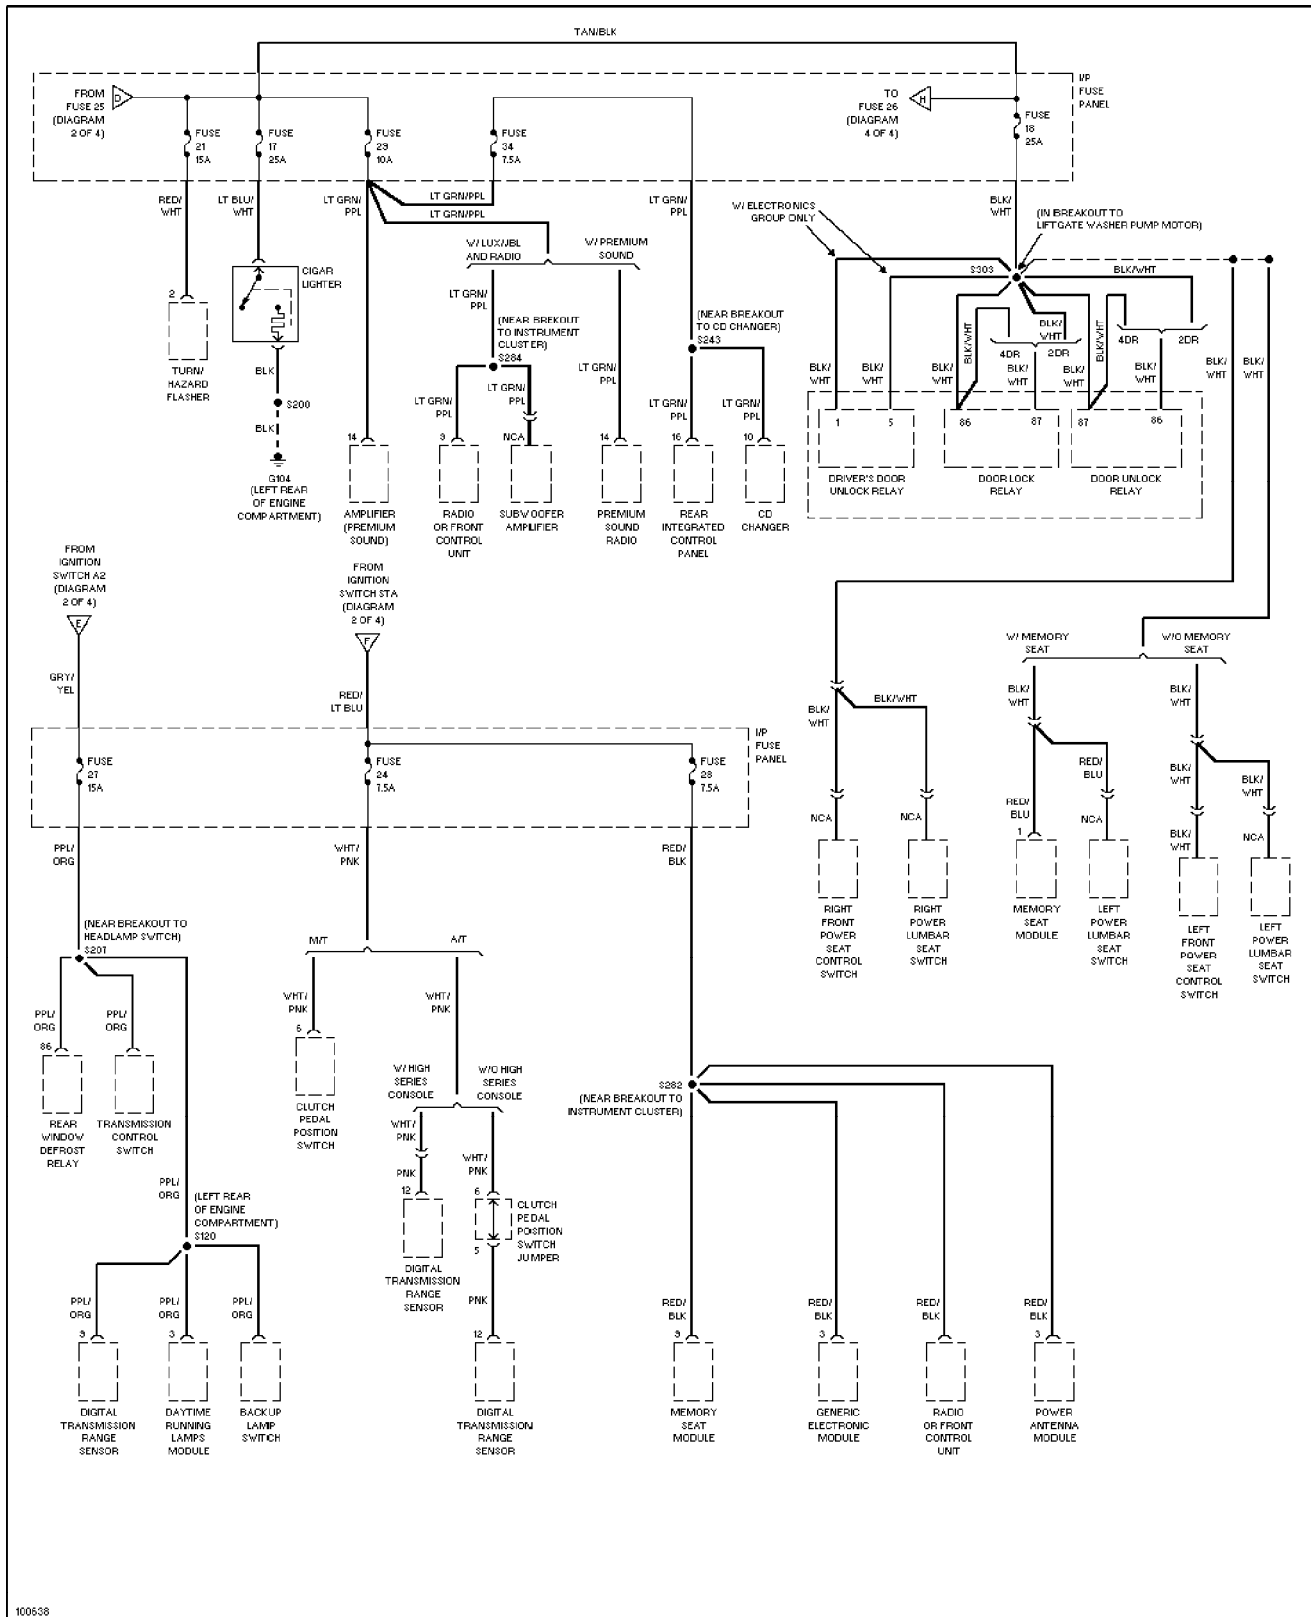 TAN/BLK
I/P
FUSE
PANEL
FROM
FUSE 25
(DIAGRAM
2 OF 4)
D
TO
FUSE 26
(DIAGRAM
4 OF 4)
H
FUSE
21
15A
FUSE
17
25A
FUSE
29
10A
FUSE
34
7.5A
FUSE
18
25A
RED/
WHT
LT BLU/
WHT
LT GRN/
PPL
LT GRN/PPL
LT GRN/PPL
LT GRN/
PPL
BLK/
WHT
W/ ELECTRONICS
GROUP ONLY
(IN BREAKOUT TO
LIFTGATE WASHER PUMP MOTOR)
W/ LUX/JBL
AND RADIO
W/ PREMIUM
SOUND
S303
BLK/WHT
CIGAR
LIGHTER
2
TURN/
HAZARD
FLASHER
BLK
S200
BLK
G104
(LEFT REAR
OF ENGINE
COMPARTMENT)
LT GRN/
PPL
(NEAR BREKOUT
TO INSTRUMENT
CLUSTER)
S284
(NEAR BREAKOUT
TO CD CHANGER)
S243
LT GRN/
PPL
LT GRN/
PPL
LT GRN/
PPL
LT GRN/
PPL
LT GRN/
PPL
NCA
14
9
14
16
10
AMPLIFIER
(PREMIUM
SOUND)
RADIO
OR FRONT
CONTROL
UNIT
SUBWOOFER
AMPLIFIER
PREMIUM
SOUND
RADIO
REAR
INTEGRATED
CONTROL
PANEL
CD
CHANGER
BLK/WHT
BLK/
WHT
BLK/WHT
4DR
2DR
4DR
2DR
BLK/
WHT
BLK/
WHT
BLK/
WHT
BLK/
WHT
BLK/
WHT
BLK/
WHT
BLK/
WHT
BLK/
WHT
1
5
86
87
87
86
DRIVER'S DOOR
UNLOCK RELAY
DOOR LOCK
RELAY
DOOR UNLOCK
RELAY
FROM
IGNITION
SWITCH A2
(DIAGRAM
2 OF 4)
E
FROM
IGNITION
SWITCH STA
(DIAGRAM
2 OF 4)
F
GRY/
YEL
RED/
LT BLU
I/P
FUSE
PANEL
FUSE
27
15A
FUSE
24
7.5A
FUSE
28
7.5A
W/ MEMORY
SEAT
W/O MEMORY
SEAT
BLK/
WHT
BLK/WHT
BLK/
WHT
BLK/
WHT
RED/
BLU
RED/
BLU
BLK/
WHT
BLK/
WHT
BLK/
WHT
NCA
NCA
1
NCA
NCA
RIGHT
FRONT
POWER
SEAT
CONTROL
SWITCH
RIGHT
POWER
LUMBAR
SEAT
SWITCH
MEMORY
SEAT
MODULE
LEFT
POWER
LUMBAR
SEAT
SWITCH
LEFT
FRONT
POWER
SEAT
CONTROL
SWITCH
LEFT
POWER
LUMBAR
SEAT
SWITCH
PPL/
ORG
WHT/
PNK
RED/
BLK
(NEAR BREAKOUT TO
HEADLAMP SWITCH)
S207
M/T
A/T
PPL/
ORG
PPL/
ORG
86
REAR
WINDOW
DEFROST
RELAY
TRANSMISSION
CONTROL
SWITCH
WHT/
PNK
WHT/
PNK
6
CLUTCH
PEDAL
POSITION
SWITCH
W/ HIGH
SERIES
CONSOLE
W/O HIGH
SERIES
CONSOLE
WHT/
PNK
PNK
12
DIGITAL
TRANSMISSION
RANGE
SENSOR
WHT/
PNK
6
5
CLUTCH
PEDAL
POSITION
SWITCH
JUMPER
PNK
12
DIGITAL
TRANSMISSION
RANGE
SENSOR
S282
(NEAR BREAKOUT TO
INSTRUMENT CLUSTER)
PPL/
ORG
(LEFT REAR
OF ENGINE
COMPARTMENT)
S120
PPL/
ORG
PPL/
ORG
PPL/
ORG
9
3
DIGITAL
TRANSMISSION
RANGE
SENSOR
DAYTIME
RUNNING
LAMPS
MODULE
BACKUP
LAMP
SWITCH
RED/
BLK
RED/
BLK
RED/
BLK
RED/
BLK
9
3
3
MEMORY
SEAT
MODULE
GENERIC
ELECTRONIC
MODULE
RADIO
OR FRONT
CONTROL
UNIT
POWER
ANTENNA
MODULE
100638